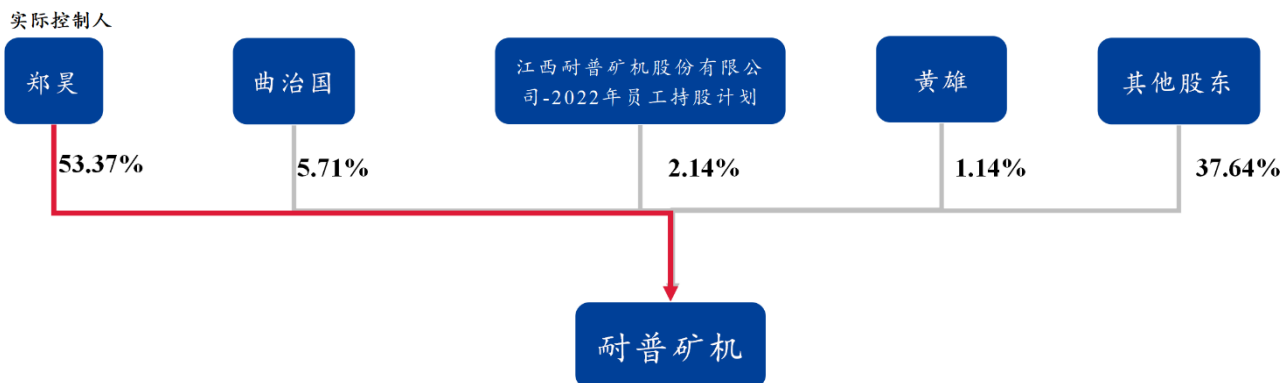 实际控制人
郑昊
曲治国
江西耐普矿机股份有限公
司-2022年员工持股计划
黄雄
其他股东
53.37%
5.71%
2.14%
1.14%
37.64%
耐普矿机